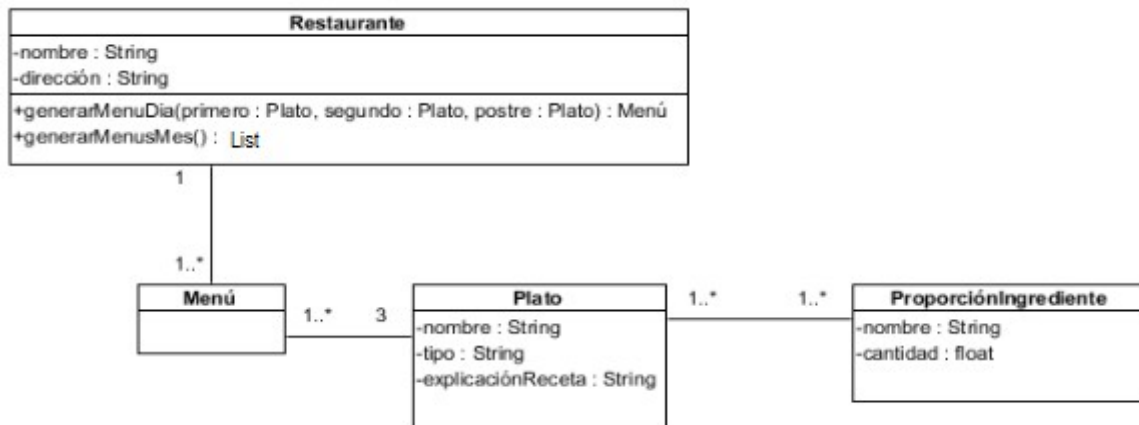 Restaurante
-nombre : String
-dirección : String
+generarMenuDia(primero : Plato, segundo : Plato, postre : Plato) : Menú
+generarMenusMes() : List
1
1..*
Menú
1..*
3
Plato
-nombre : String
-tipo : String
-explicaciónReceta : String
1..*
1..*
ProporciónIngrediente
-nombre : String
-cantidad : float